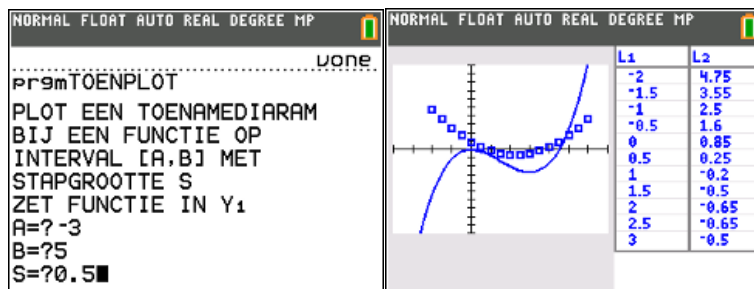 NORMAL FLOAT AUTO REAL DEGREE MP
Done
prgmTOENPLOT
PLOT EEN TOENAMEDIARAM
BIJ EEN FUNCTIE OP
INTERVAL [A,B] MET
STAPGROOTTE S
ZET FUNCTIE IN Y1
A=?-3
B=?5
S=?0.5
NORMAL FLOAT AUTO REAL DEGREE MP
L1 L2
-2 4.75
-1.5 3.55
-1 2.5
-0.5 1.6
0 0.85
0.5 0.25
1 -0.2
1.5 -0.5
2 -0.65
2.5 -0.65
3 -0.5